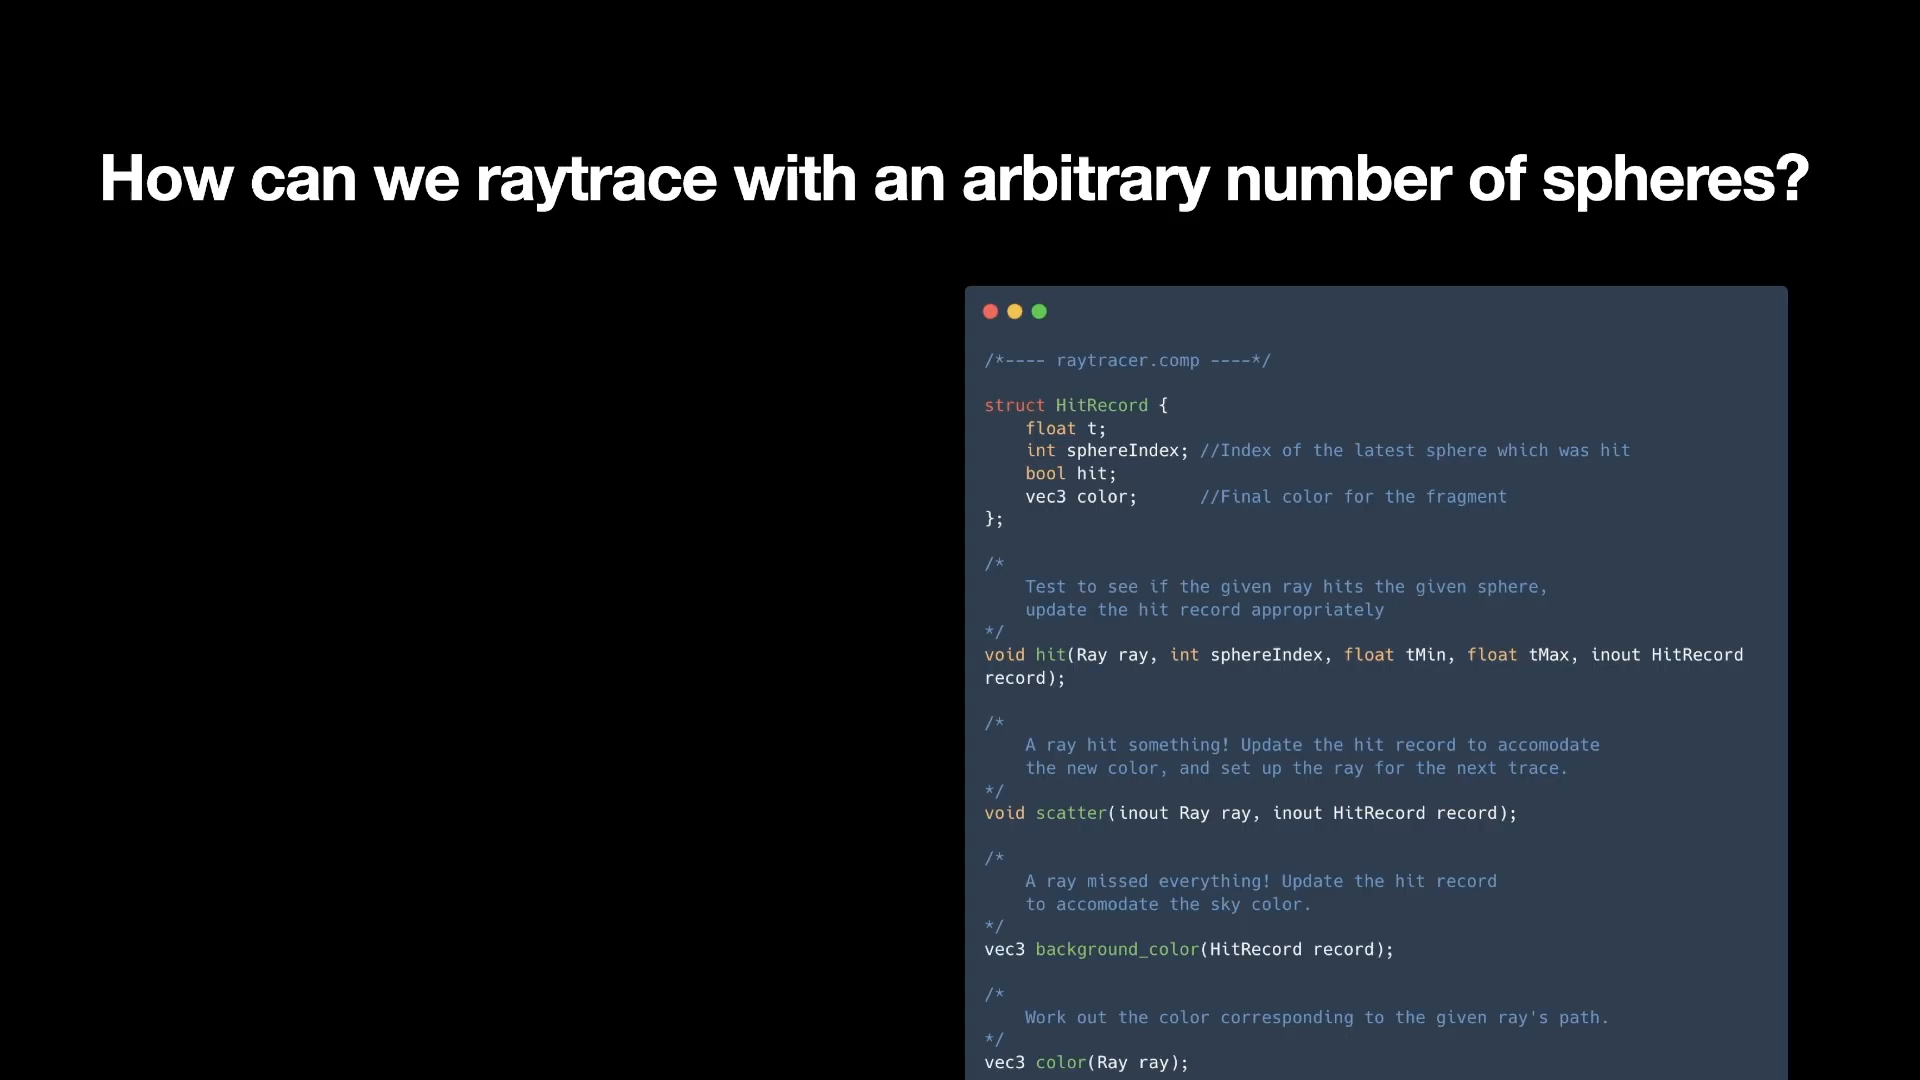 How can we raytrace with an arbitrary number of spheres?
/*---- raytracer.comp ----*/
struct HitRecord {
    float t;
    int sphereIndex; //Index of the latest sphere which was hit
    bool hit;
    vec3 color;      //Final color for the fragment
};
/*
    Test to see if the given ray hits the given sphere,
    update the hit record appropriately
*/
void hit(Ray ray, int sphereIndex, float tMin, float tMax, inout HitRecord
record);
/*
    A ray hit something! Update the hit record to accomodate
    the new color, and set up the ray for the next trace.
*/
void scatter(inout Ray ray, inout HitRecord record);
/*
    A ray missed everything! Update the hit record
    to accomodate the sky color.
*/
vec3 background_color(HitRecord record);
/*
    Work out the color corresponding to the given ray's path.
*/
vec3 color(Ray ray);